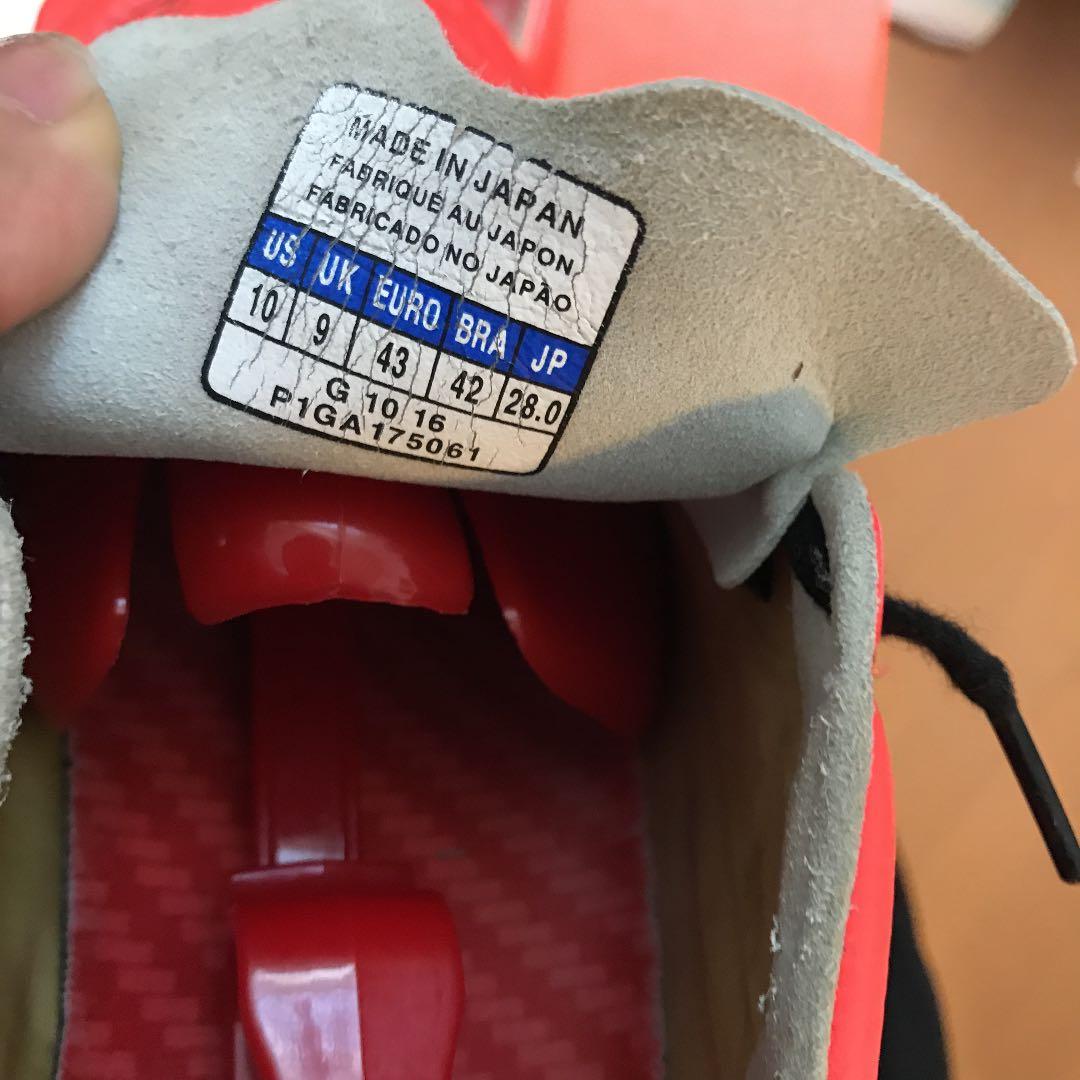 MADE IN JAPAN
FABRIQUE AU JAPON
FABRICADO NO JAPÃO
US UK EURO BRA JP
10 9 43 42 28.0
G 10 16
P1GA175061